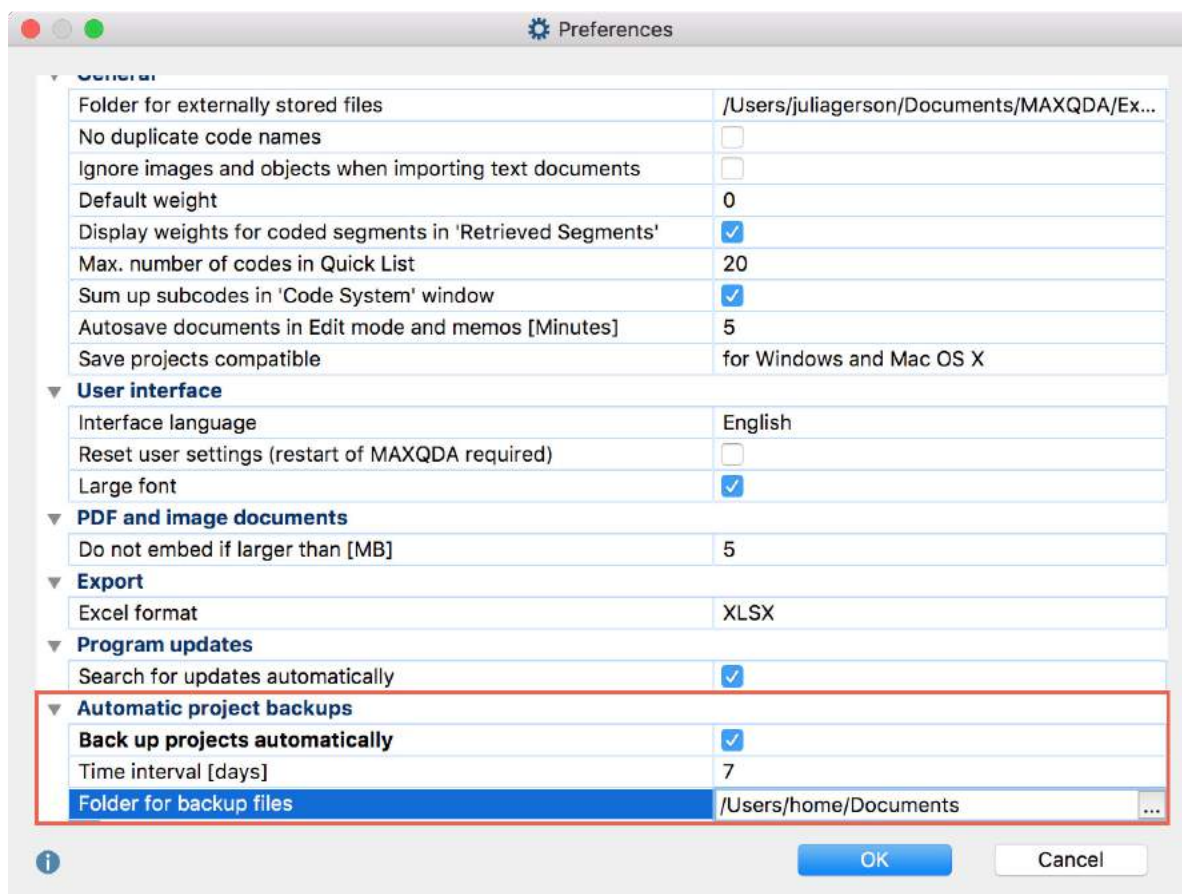 Preferences
General
Folder for externally stored files /Users/juliagerson/Documents/MAXQDA/Ex...
No duplicate code names
Ignore images and objects when importing text documents
Default weight 0
Display weights for coded segments in 'Retrieved Segments'
Max. number of codes in Quick List 20
Sum up subcodes in 'Code System' window
Autosave documents in Edit mode and memos [Minutes] 5
Save projects compatible for Windows and Mac OS X
User interface
Interface language English
Reset user settings (restart of MAXQDA required)
Large font
PDF and image documents
Do not embed if larger than [MB] 5
Export
Excel format XLSX
Program updates
Search for updates automatically
Automatic project backups
Back up projects automatically
Time interval [days] 7
Folder for backup files /Users/home/Documents ...
OK Cancel